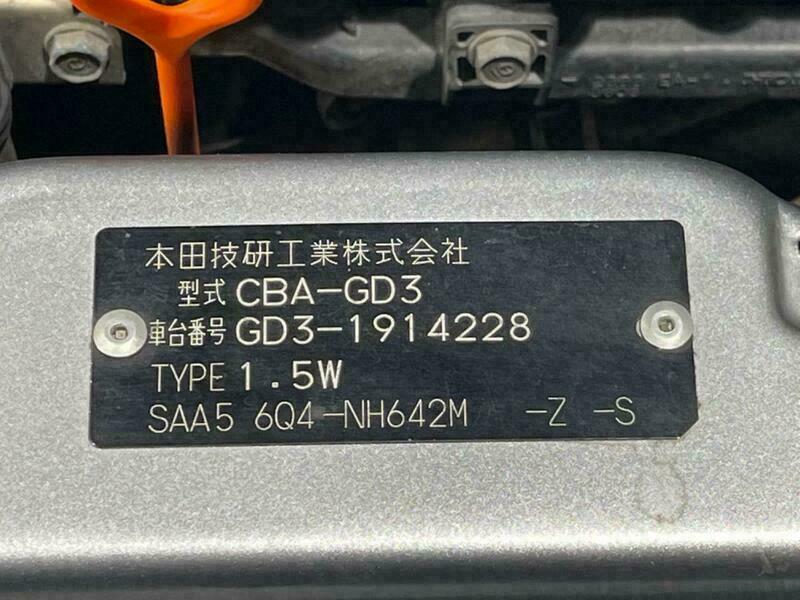 本田技研工業株式会社
型式 CBA-GD3
車台番号 GD3-1914228
TYPE 1.5W
SAA5 6Q4-NH642M -Z -S